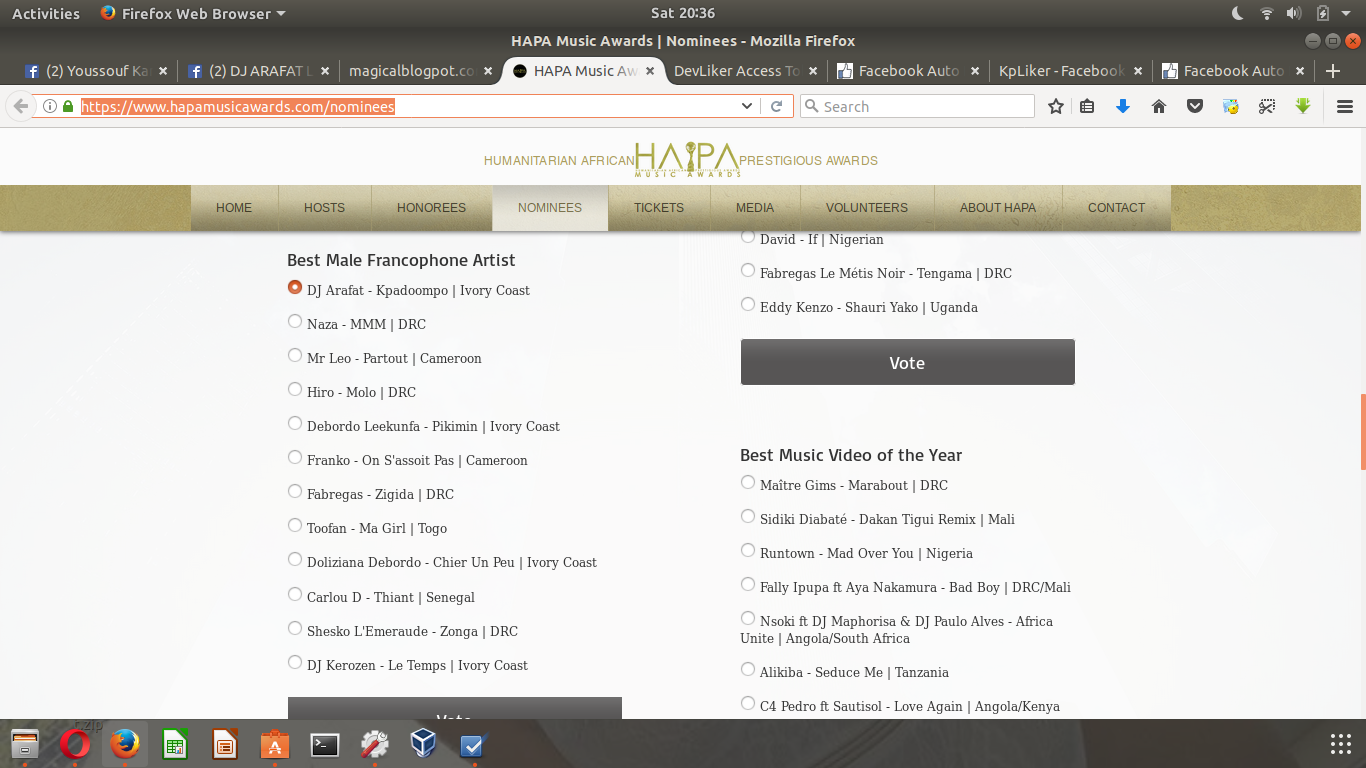 Activities
Firefox Web Browser
Sat 20:36
HAPA Music Awards | Nominees - Mozilla Firefox
(2) Youssouf Ka
(2) DJ ARAFAT L
magicalblogpot.co
HAPA Music Aw
DevLiker Access To
Facebook Auto
KpLiker - Facebook
Facebook Auto
https://www.hapamusicawards.com/nominees
Search
HUMANITARIAN AFRICAN
HAPA
MUSIC AWARDS
PRESTIGIOUS AWARDS
HOME
HOSTS
HONOREES
NOMINEES
TICKETS
MEDIA
VOLUNTEERS
ABOUT HAPA
CONTACT
Best Male Francophone Artist
DJ Arafat - Kpadoompo | Ivory Coast
Naza - MMM | DRC
Mr Leo - Partout | Cameroon
Hiro - Molo | DRC
Debordo Leekunfa - Pikimin | Ivory Coast
Franko - On S'assoit Pas | Cameroon
Fabregas - Zigida | DRC
Toofan - Ma Girl | Togo
Doliziana Debordo - Chier Un Peu | Ivory Coast
Carlou D - Thiant | Senegal
Shesko L'Emeraude - Zonga | DRC
DJ Kerozen - Le Temps | Ivory Coast
Vote
David - If | Nigerian
Fabregas Le Métis Noir - Tengama | DRC
Eddy Kenzo - Shauri Yako | Uganda
Vote
Best Music Video of the Year
Maître Gims - Marabout | DRC
Sidiki Diabaté - Dakan Tigui Remix | Mali
Runtown - Mad Over You | Nigeria
Fally Ipupa ft Aya Nakamura - Bad Boy | DRC/Mali
Nsoki ft DJ Maphorisa & DJ Paulo Alves - Africa
Unite | Angola/South Africa
Alikiba - Seduce Me | Tanzania
C4 Pedro ft Sautisol - Love Again | Angola/Kenya